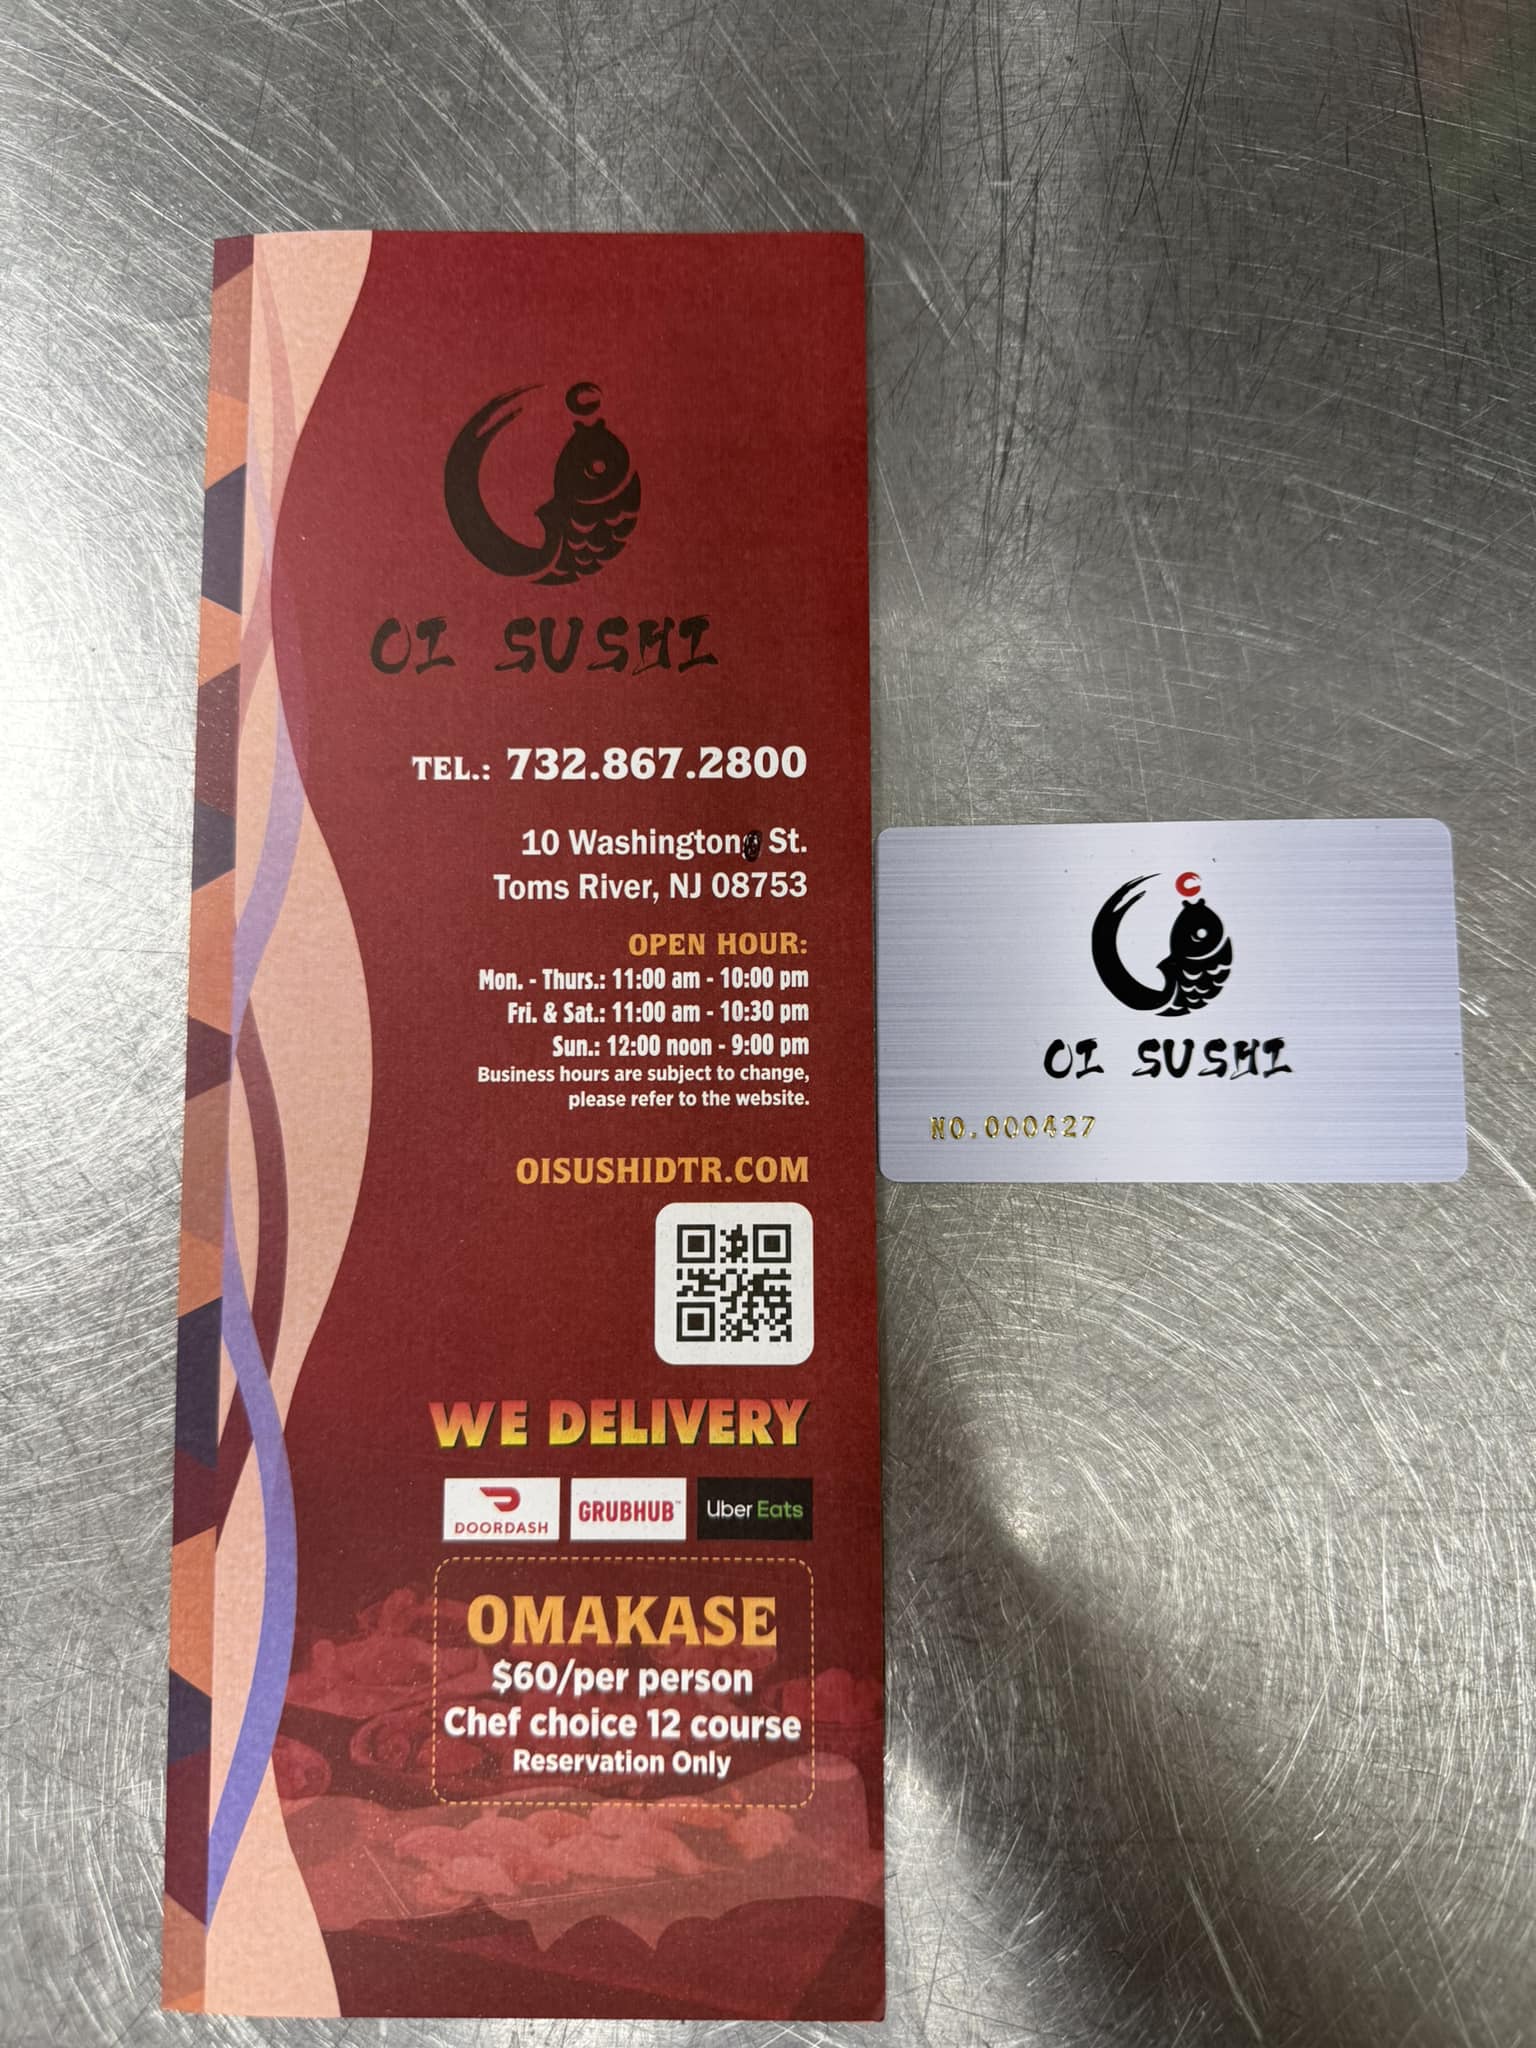 OI SUSHI
TEL.: 732.867.2800
10 Washington St.
Toms River, NJ 08753
OPEN HOUR:
Mon. - Thurs.: 11:00 am - 10:00 pm
Fri. & Sat.: 11:00 am - 10:30 pm
Sun.: 12:00 noon - 9:00 pm
Business hours are subject to change,
please refer to the website.
OISUSHIDTR.COM
WE DELIVERY
DOORDASH
GRUBHUB™
Uber Eats
OMAKASE
$60/per person
Chef choice 12 course
Reservation Only
OI SUSHI
NO.000427